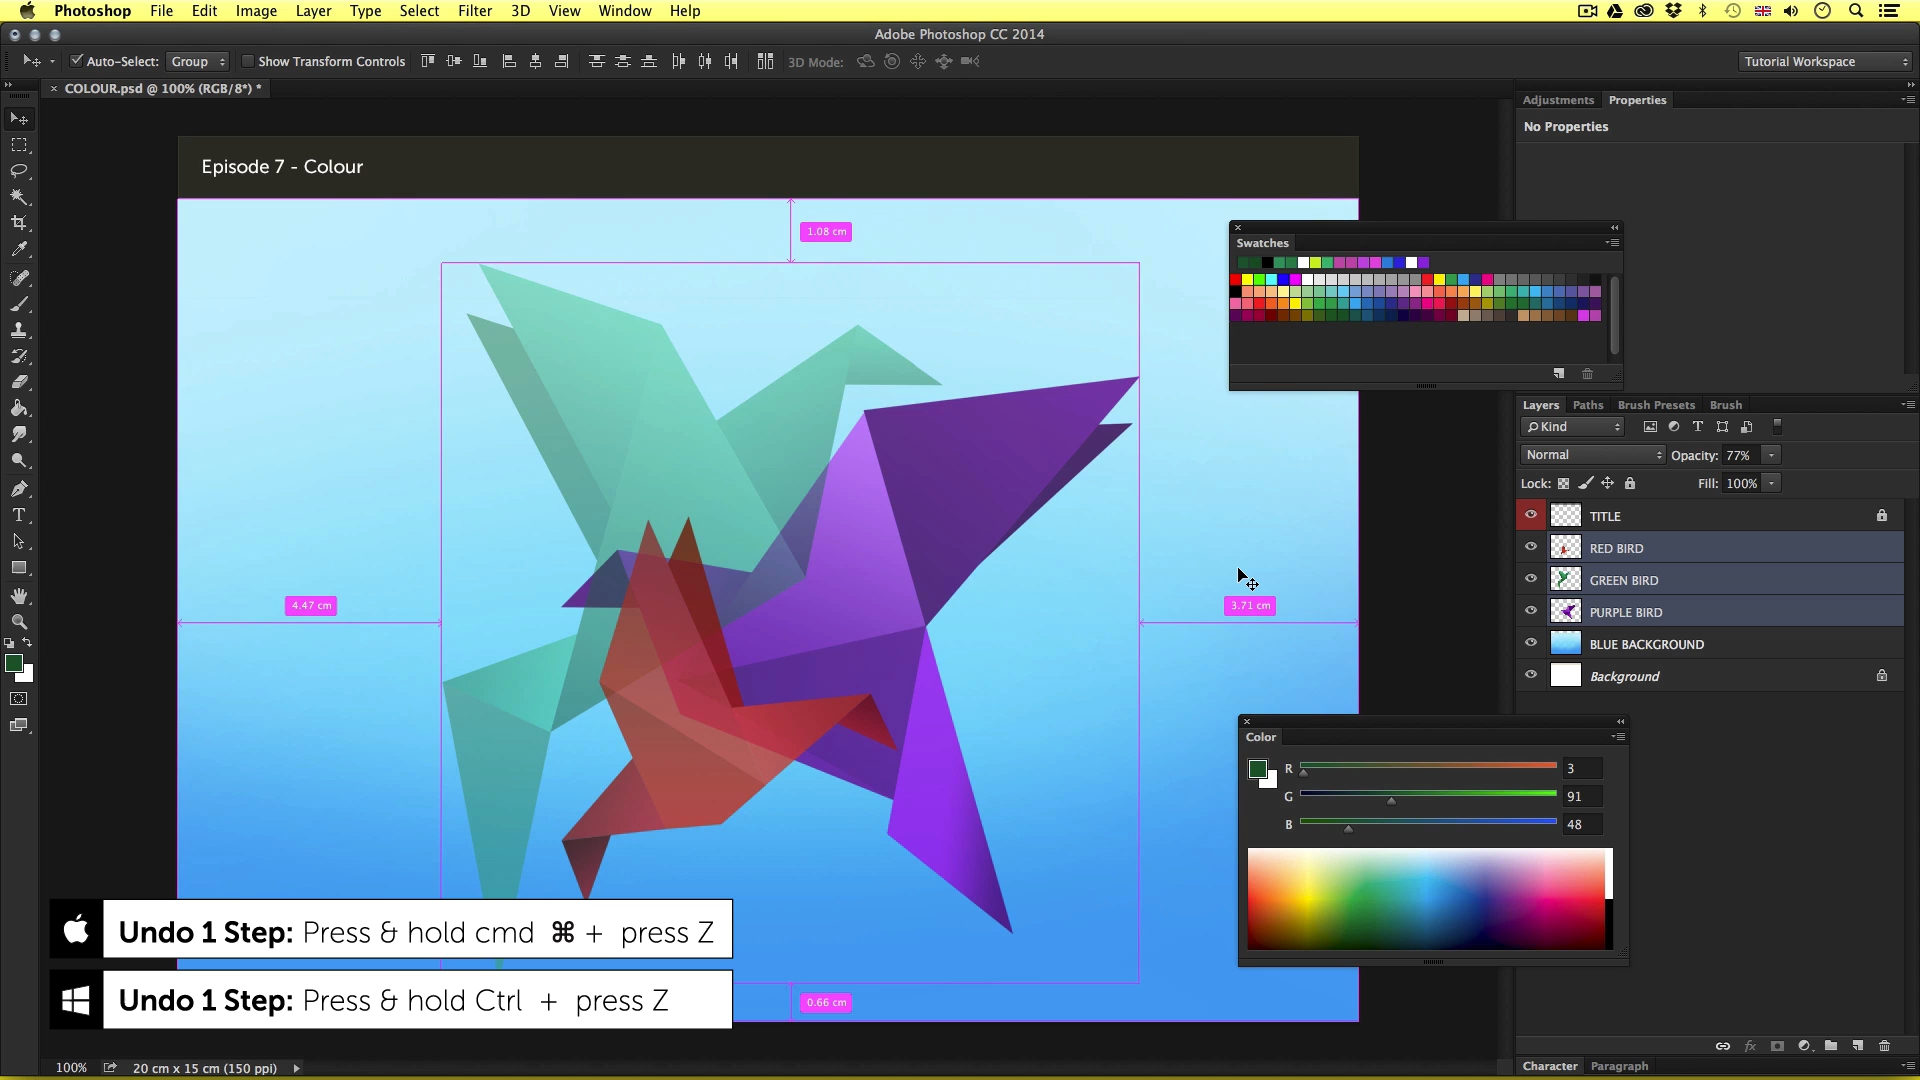 Photoshop File Edit Image Layer Type Select Filter 3D View Window Help
Adobe Photoshop CC 2014
Auto-Select: Group Show Transform Controls 3D Mode: Tutorial Workspace
COLOUR.psd @ 100% (RGB/8*) *
Adjustments Properties
No Properties
Episode 7 - Colour
1.08 cm
Swatches
Layers Paths Brush Presets Brush
Kind
Normal Opacity: 77%
Lock: Fill: 100%
TITLE
RED BIRD
GREEN BIRD
PURPLE BIRD
BLUE BACKGROUND
Background
4.47 cm
3.71 cm
Color
R 3
G 91
B 48
Undo 1 Step: Press & hold cmd ⌘ + press Z
Undo 1 Step: Press & hold Ctrl + press Z
0.66 cm
100% 20 cm x 15 cm (150 ppi)
Character Paragraph